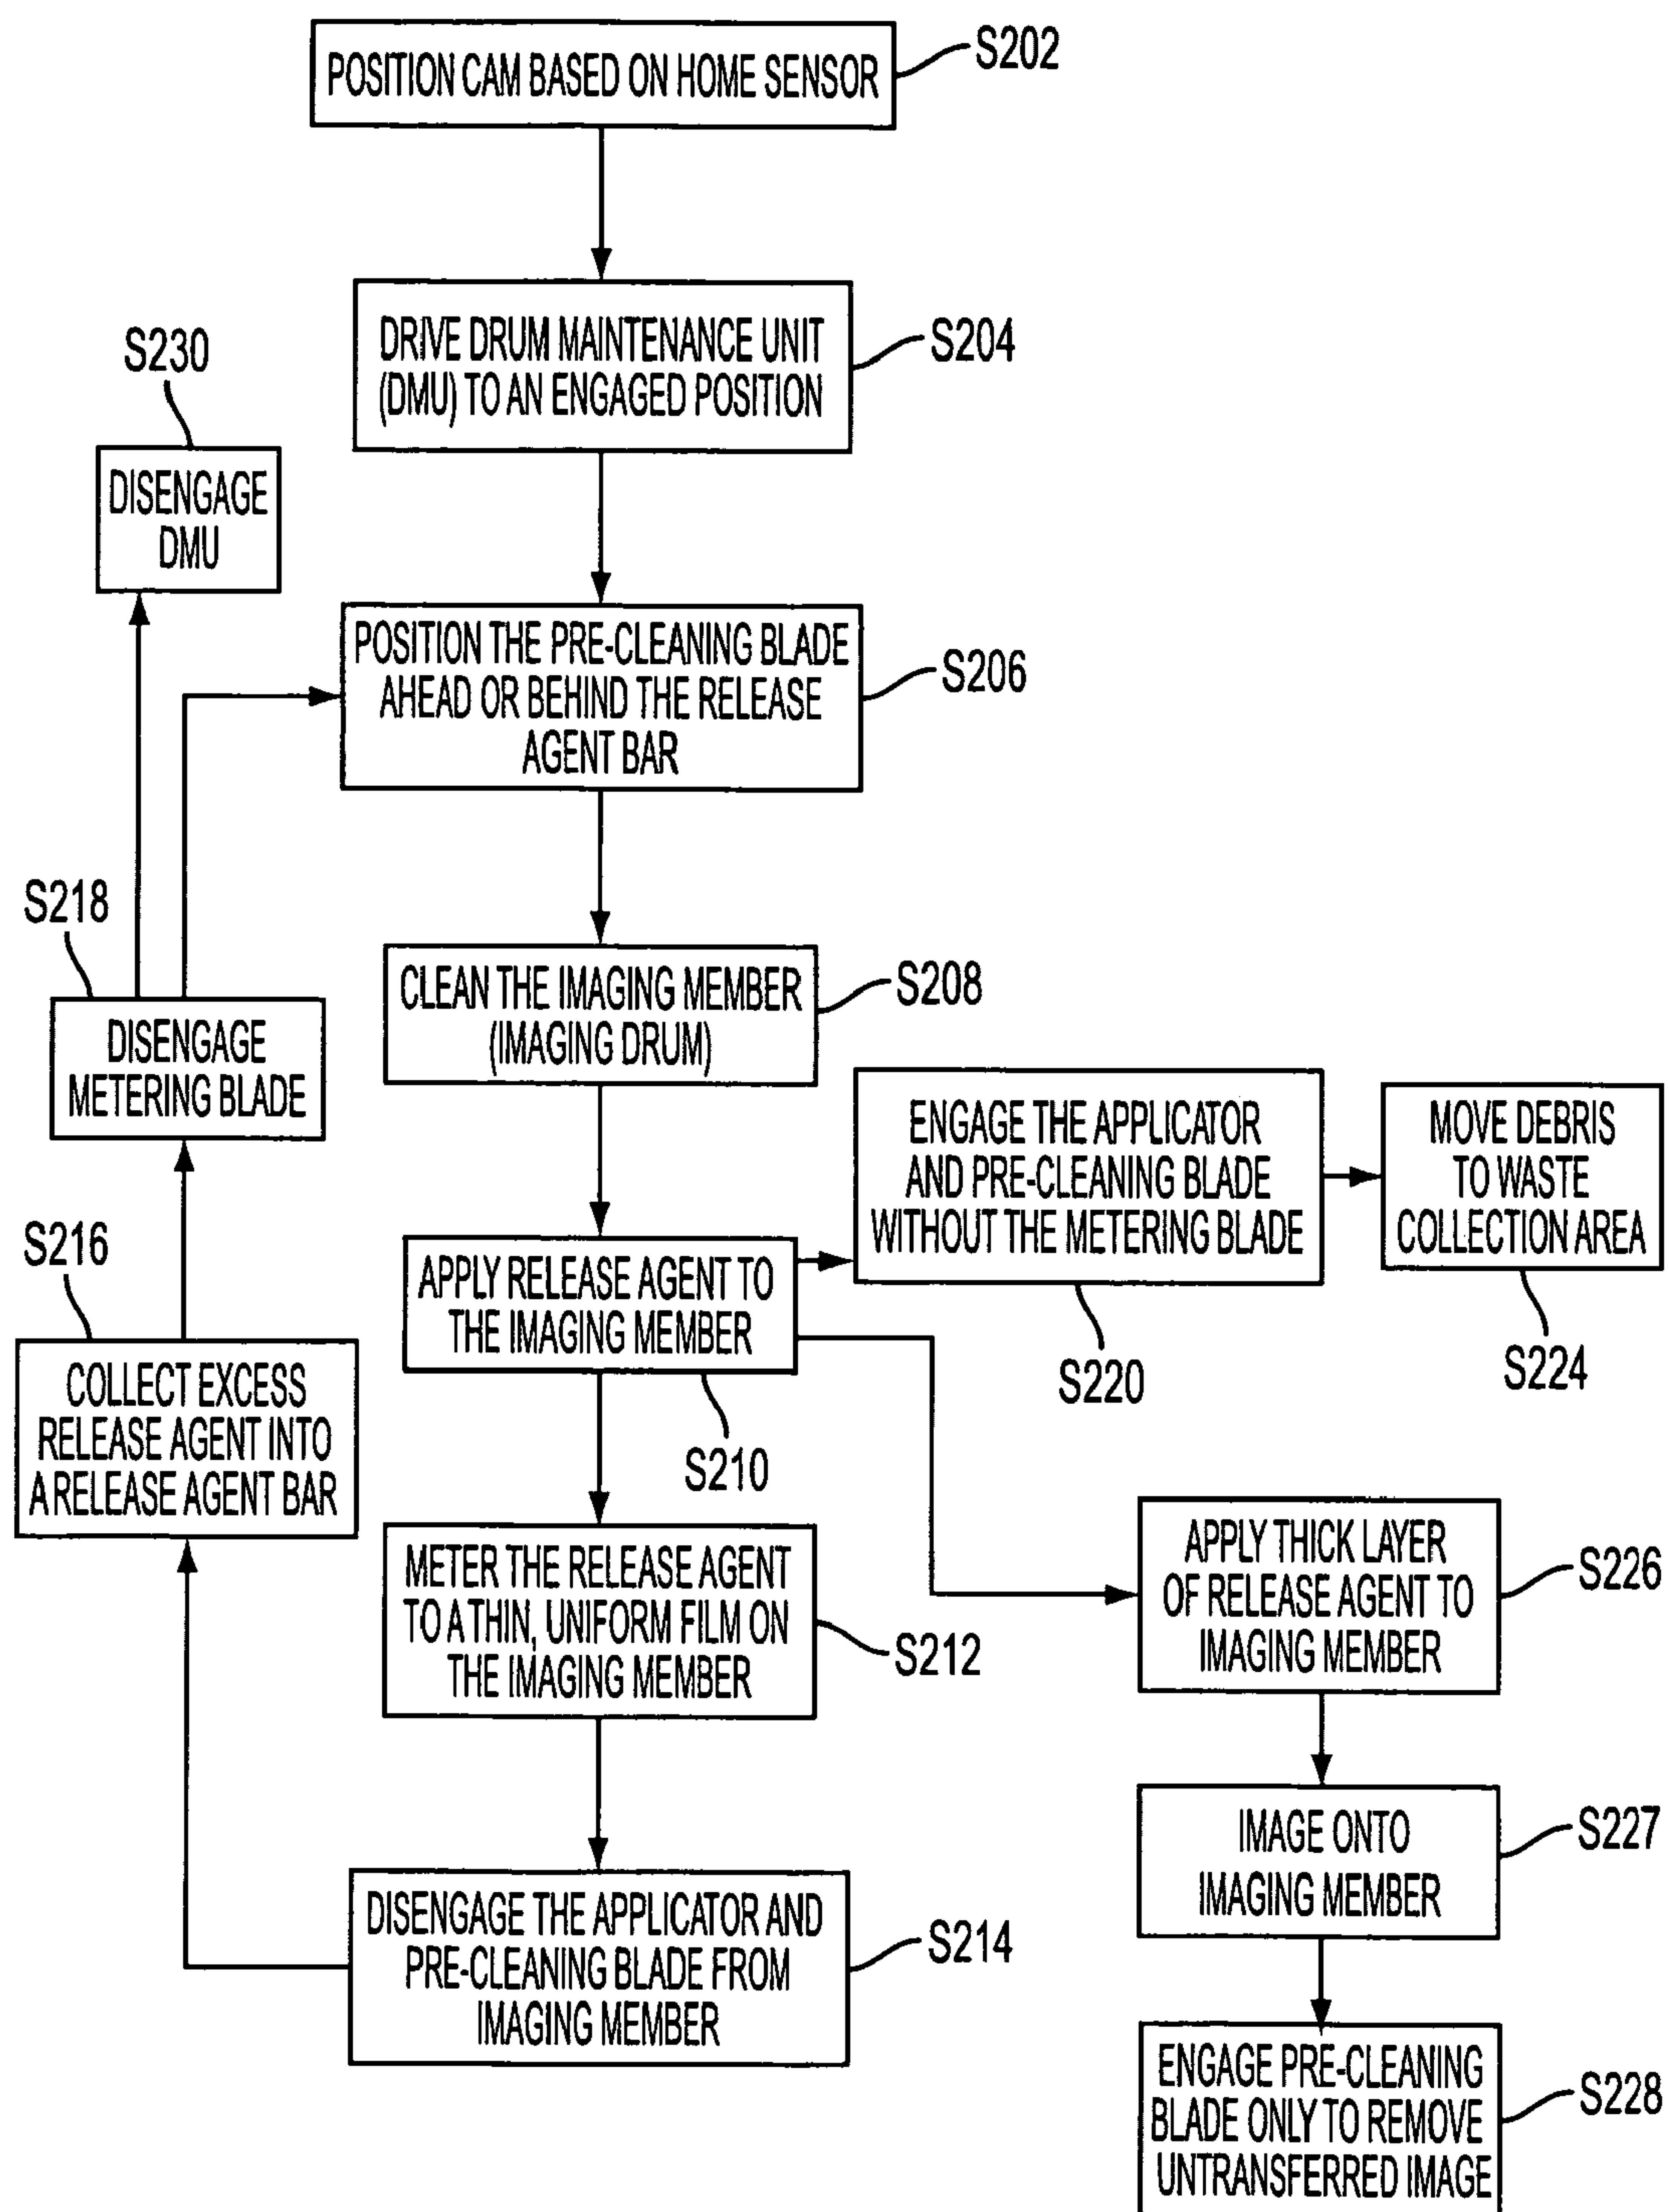 POSITION CAM BASED ON HOME SENSOR
S202
DRIVE DRUM MAINTENANCE UNIT
(DMU) TO AN ENGAGED POSITION
S204
S230
DISENGAGE
DMU
POSITION THE PRE-CLEANING BLADE
AHEAD OR BEHIND THE RELEASE
AGENT BAR
S206
S218
DISENGAGE
METERING BLADE
CLEAN THE IMAGING MEMBER
(IMAGING DRUM)
S208
ENGAGE THE APPLICATOR
AND PRE-CLEANING BLADE
WITHOUT THE METERING BLADE
S220
MOVE DEBRIS
TO WASTE
COLLECTION AREA
S224
S216
COLLECT EXCESS
RELEASE AGENT INTO
A RELEASE AGENT BAR
APPLY RELEASE AGENT TO
THE IMAGING MEMBER
S210
METER THE RELEASE AGENT
TO A THIN, UNIFORM FILM ON
THE IMAGING MEMBER
S212
APPLY THICK LAYER
OF RELEASE AGENT TO
IMAGING MEMBER
S226
IMAGE ONTO
IMAGING MEMBER
S227
DISENGAGE THE APPLICATOR AND
PRE-CLEANING BLADE FROM
IMAGING MEMBER
S214
ENGAGE PRE-CLEANING
BLADE ONLY TO REMOVE
UNTRANSFERRED IMAGE
S228